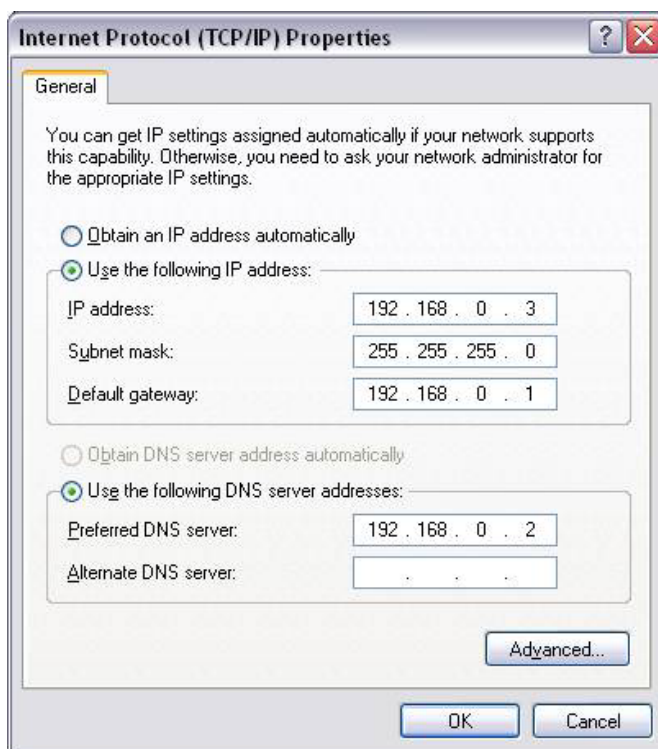 Internet Protocol (TCP/IP) Properties
General
You can get IP settings assigned automatically if your network supports
this capability. Otherwise, you need to ask your network administrator for
the appropriate IP settings.
Obtain an IP address automatically
Use the following IP address:
IP address: 192 . 168 . 0 . 3
Subnet mask: 255 . 255 . 255 . 0
Default gateway: 192 . 168 . 0 . 1
Obtain DNS server address automatically
Use the following DNS server addresses:
Preferred DNS server: 192 . 168 . 0 . 2
Alternate DNS server: . . .
Advanced...
OK Cancel